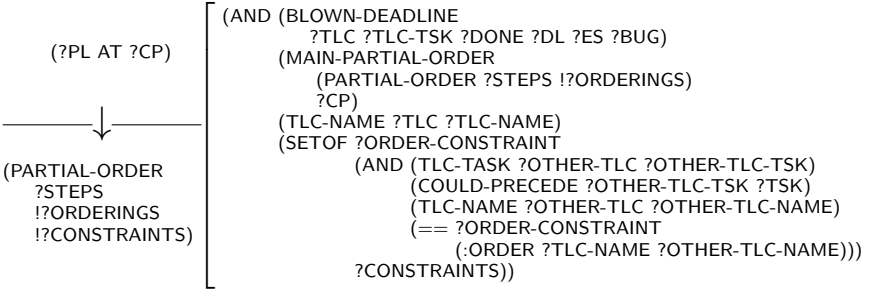 (?PL AT ?CP)
(PARTIAL-ORDER
?STEPS
!?ORDERINGS
!?CONSTRAINTS)
(AND (BLOWN-DEADLINE
?TLC ?TLC-TSK ?DONE ?DL ?ES ?BUG)
(MAIN-PARTIAL-ORDER
(PARTIAL-ORDER ?STEPS !?ORDERINGS)
?CP)
(TLC-NAME ?TLC ?TLC-NAME)
(SETOF ?ORDER-CONSTRAINT
(AND (TLC-TASK ?OTHER-TLC ?OTHER-TLC-TSK)
(COULD-PRECEDE ?OTHER-TLC-TSK ?TSK)
(TLC-NAME ?OTHER-TLC ?OTHER-TLC-NAME)
(== ?ORDER-CONSTRAINT
(:ORDER ?TLC-NAME ?OTHER-TLC-NAME)))
?CONSTRAINTS))